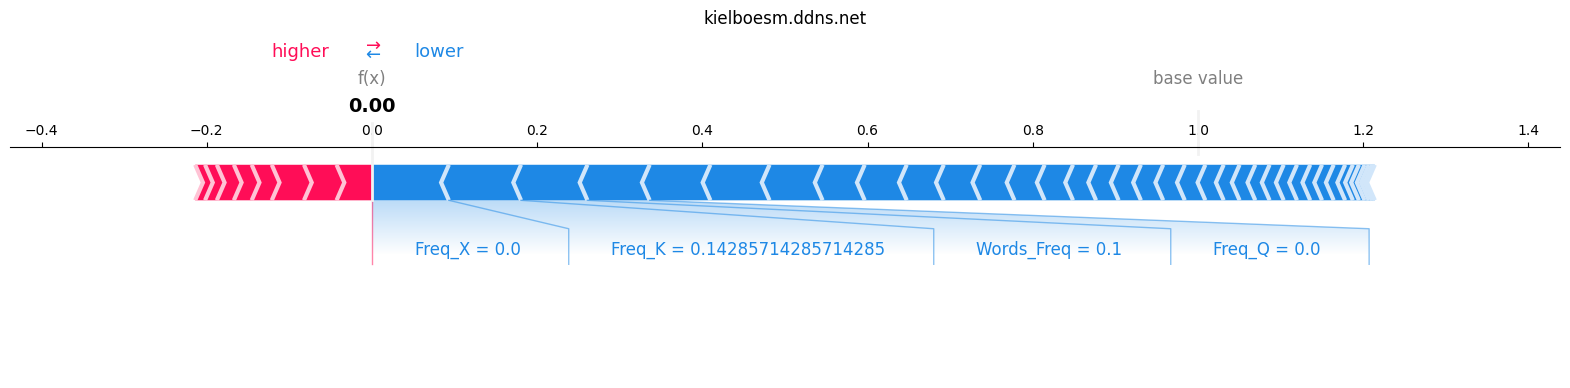 kielboesm.ddns.net
higher ⇄ lower
f(x) base value
0.00
−0.4 −0.2 0.0 0.2 0.4 0.6 0.8 1.0 1.2 1.4
Freq_X = 0.0 Freq_K = 0.14285714285714285 Words_Freq = 0.1 Freq_Q = 0.0